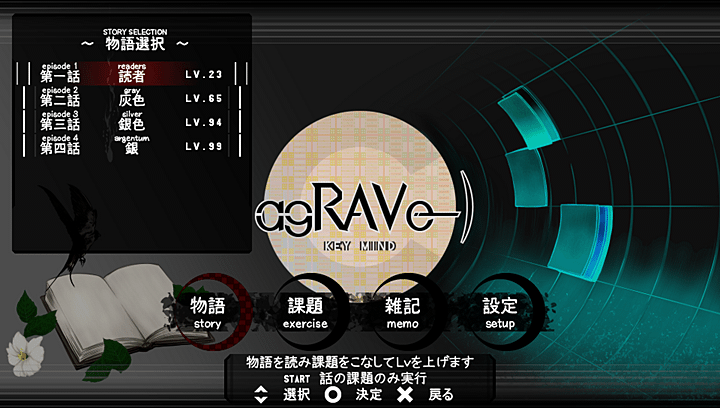 STORY SELECTION
～ 物語選択 ～
episode 1 readers
第一話 読者 LV.23
episode 2 gray
第二話 灰色 LV.65
episode 3 silver
第三話 銀色 LV.94
episode 4 argentum
第四話 銀 LV.99
agRAVe
KEY MIND
物語 課題 雑記 設定
story exercise memo setup
物語を読み課題をこなしてLvを上げます
START 話の課題のみ実行
選択 決定 戻る